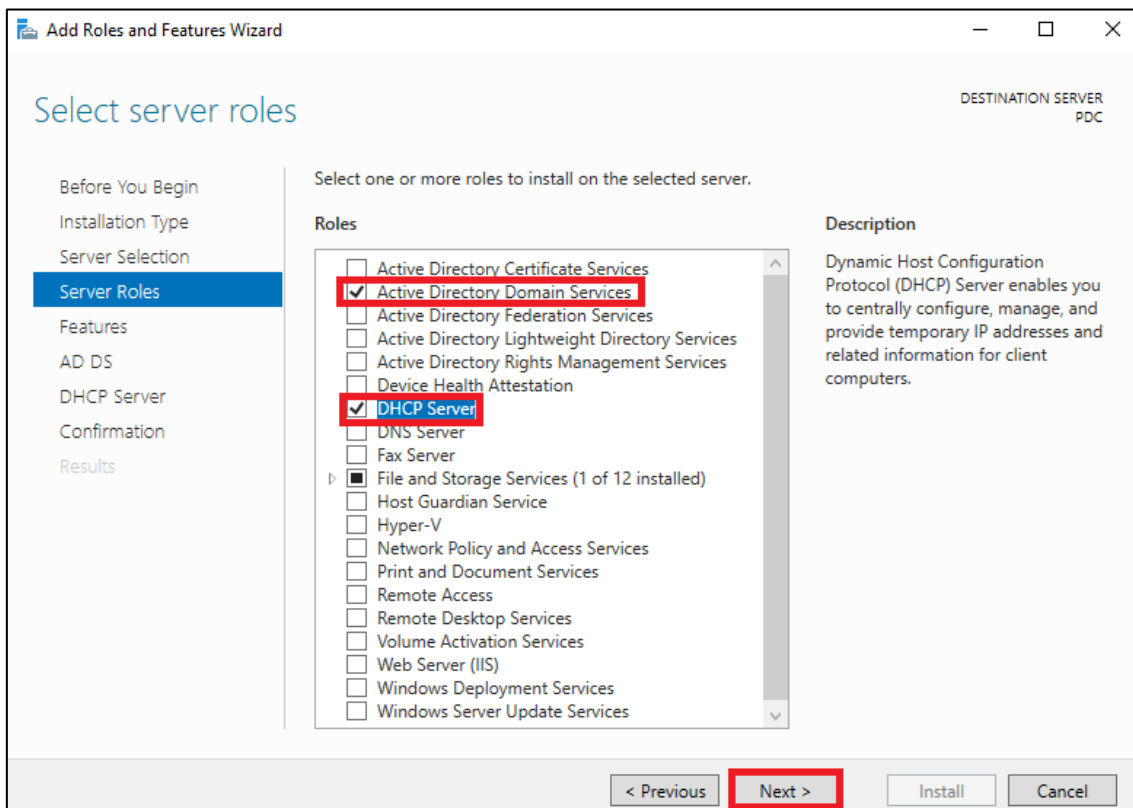 Add Roles and Features Wizard
Select server roles
DESTINATION SERVER
PDC
Before You Begin
Installation Type
Server Selection
Server Roles
Features
AD DS
DHCP Server
Confirmation
Results
Select one or more roles to install on the selected server.
Roles
Active Directory Certificate Services
Active Directory Domain Services
Active Directory Federation Services
Active Directory Lightweight Directory Services
Active Directory Rights Management Services
Device Health Attestation
DHCP Server
DNS Server
Fax Server
File and Storage Services (1 of 12 installed)
Host Guardian Service
Hyper-V
Network Policy and Access Services
Print and Document Services
Remote Access
Remote Desktop Services
Volume Activation Services
Web Server (IIS)
Windows Deployment Services
Windows Server Update Services
Description
Dynamic Host Configuration
Protocol (DHCP) Server enables you
to centrally configure, manage, and
provide temporary IP addresses and
related information for client
computers.
< Previous
Next >
Install
Cancel